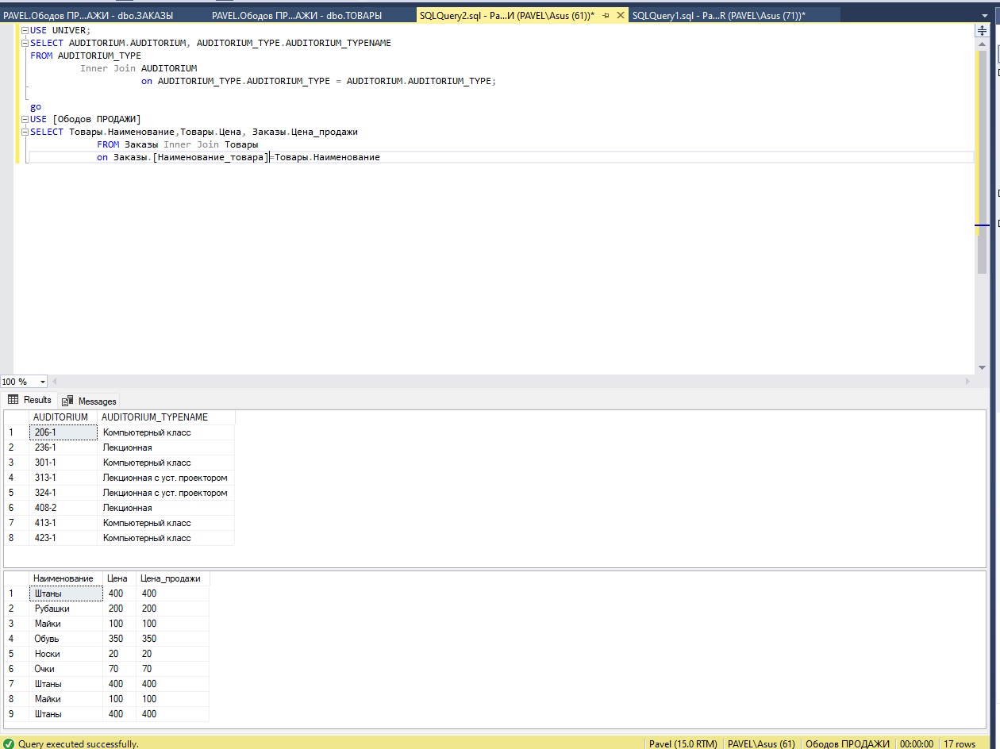 PAVEL.Ободов ПР...АЖИ - dbo.ЗАКАЗЫ PAVEL.Ободов ПР...АЖИ - dbo.ТОВАРЫ SQLQuery2.sql - Pa...И (PAVEL\Asus (61))* SQLQuery1.sql - Pa...R (PAVEL\Asus (71))*
USE UNIVER;
SELECT AUDITORIUM.AUDITORIUM, AUDITORIUM_TYPE.AUDITORIUM_TYPENAME
FROM AUDITORIUM_TYPE
Inner Join AUDITORIUM
on AUDITORIUM_TYPE.AUDITORIUM_TYPE = AUDITORIUM.AUDITORIUM_TYPE;
go
USE [Ободов ПРОДАЖИ]
SELECT Товары.Наименование,Товары.Цена, Заказы.Цена_продажи
FROM Заказы Inner Join Товары
on Заказы.[Наименование_товара]=Товары.Наименование
100 %
Results Messages
AUDITORIUM AUDITORIUM_TYPENAME
1 206-1 Компьютерный класс
2 236-1 Лекционная
3 301-1 Компьютерный класс
4 313-1 Лекционная с уст. проектором
5 324-1 Лекционная с уст. проектором
6 408-2 Лекционная
7 413-1 Компьютерный класс
8 423-1 Компьютерный класс
Наименование Цена Цена_продажи
1 Штаны 400 400
2 Рубашки 200 200
3 Майки 100 100
4 Обувь 350 350
5 Носки 20 20
6 Очки 70 70
7 Штаны 400 400
8 Майки 100 100
9 Штаны 400 400
Query executed successfully. Pavel (15.0 RTM) PAVEL\Asus (61) Ободов ПРОДАЖИ 00:00:00 17 rows